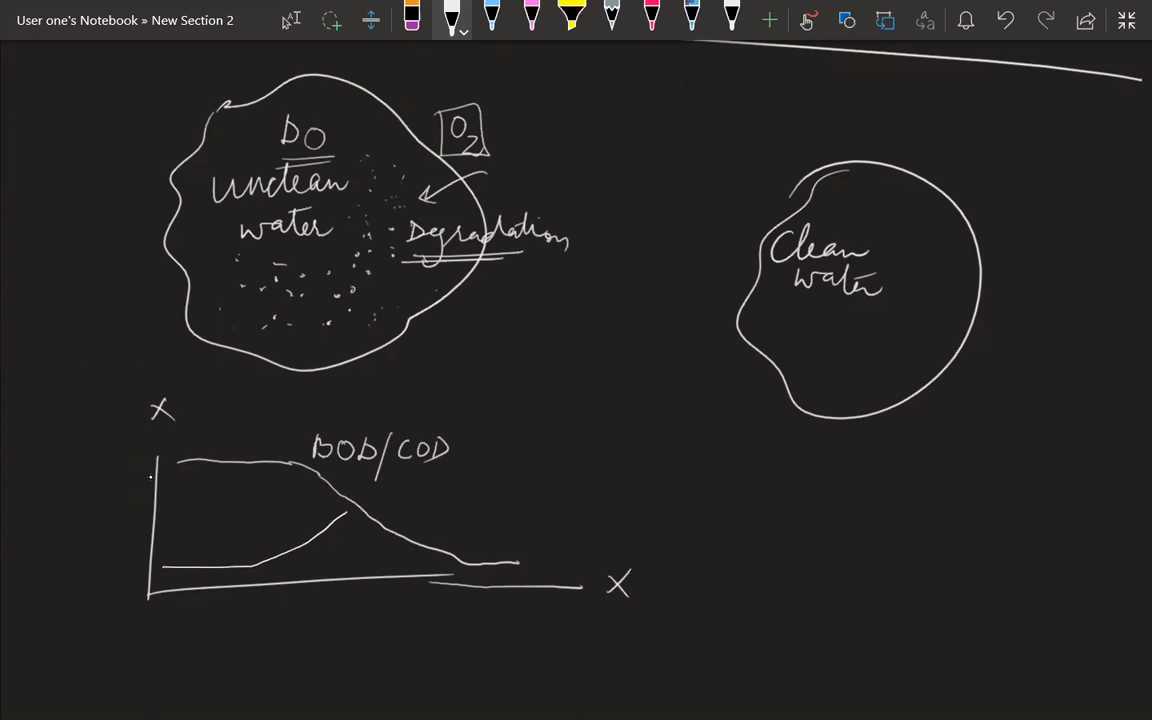 User one's Notebook » New Section 2
DO
O2
unclean
water
Degradation
Clean
water
X
BOD/COD
X